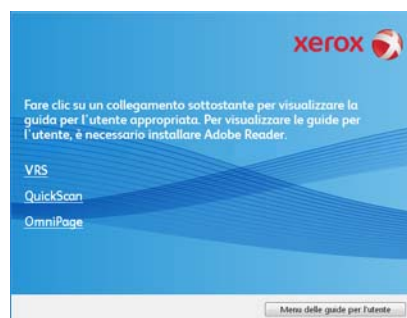 xerox
Fare clic su un collegamento sottostante per visualizzare la
guida per l'utente appropriata. Per visualizzare le guide per
l'utente, è necessario installare Adobe Reader.
VRS
QuickScan
OmniPage
Menu delle guide per l'utente